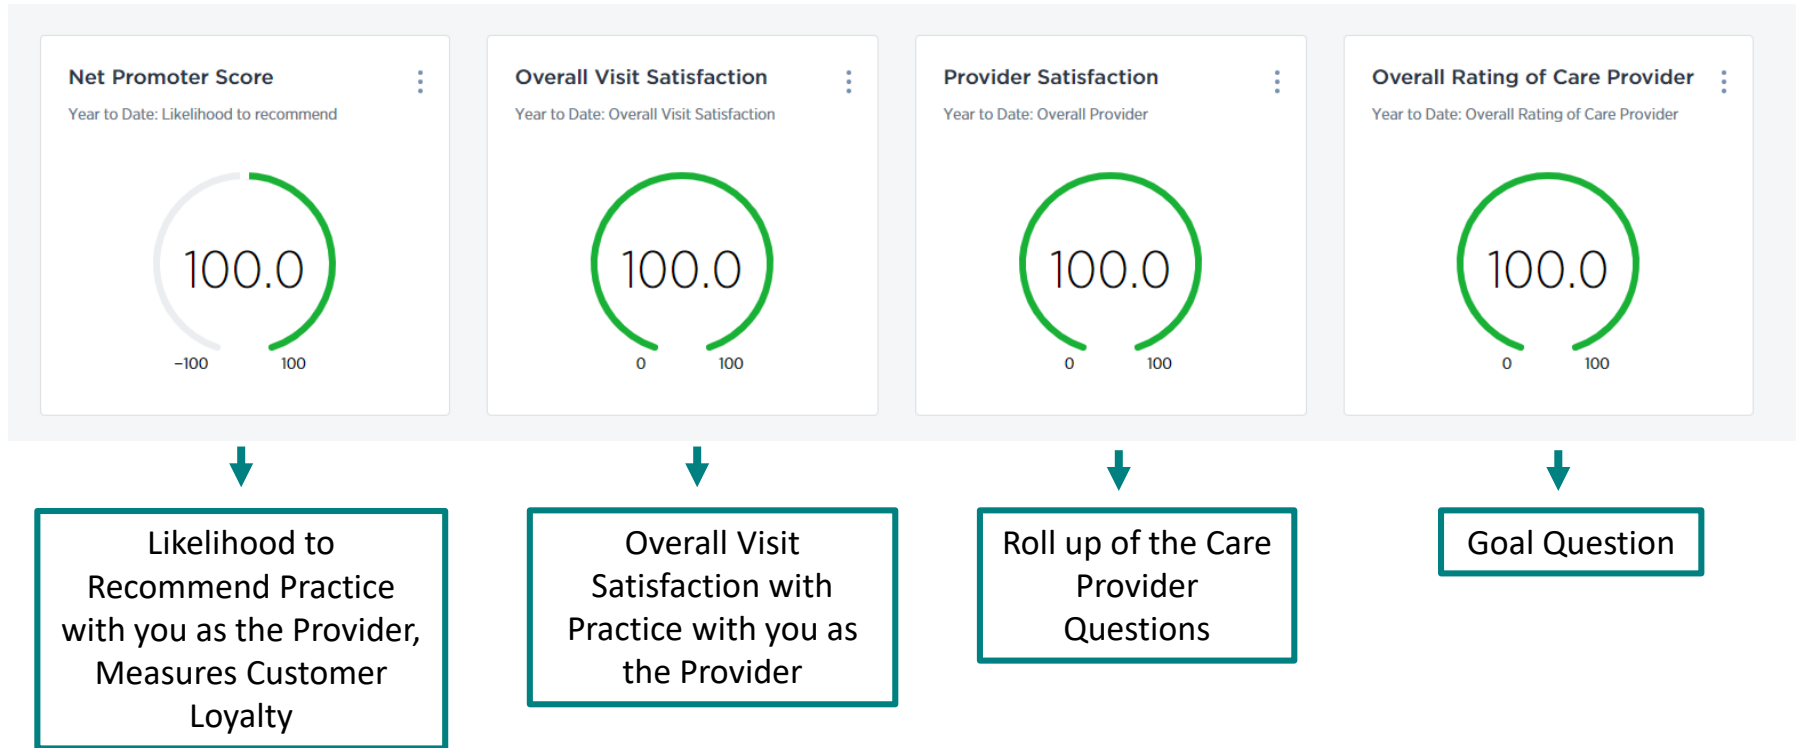 Net Promoter Score
Year to Date: Likelihood to recommend
100.0
−100 100
Overall Visit Satisfaction
Year to Date: Overall Visit Satisfaction
100.0
0 100
Provider Satisfaction
Year to Date: Overall Provider
100.0
0 100
Overall Rating of Care Provider
Year to Date: Overall Rating of Care Provider
100.0
0 100
Likelihood to
Recommend Practice
with you as the Provider,
Measures Customer
Loyalty
Overall Visit
Satisfaction with
Practice with you as
the Provider
Roll up of the Care
Provider
Questions
Goal Question